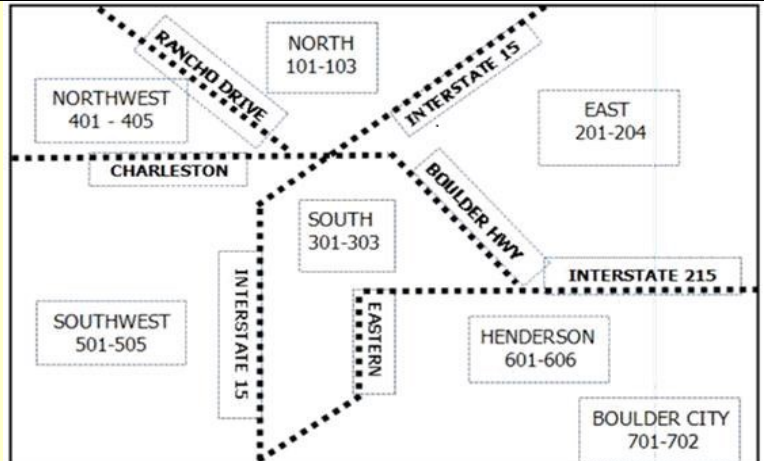 NORTH
101-103
RANCHO DRIVE
INTERSTATE 15
NORTHWEST
401 - 405
EAST
201-204
CHARLESTON
BOULDER HWY
SOUTH
301-303
INTERSTATE 215
INTERSTATE 15
EASTERN
SOUTHWEST
501-505
HENDERSON
601-606
BOULDER CITY
701-702